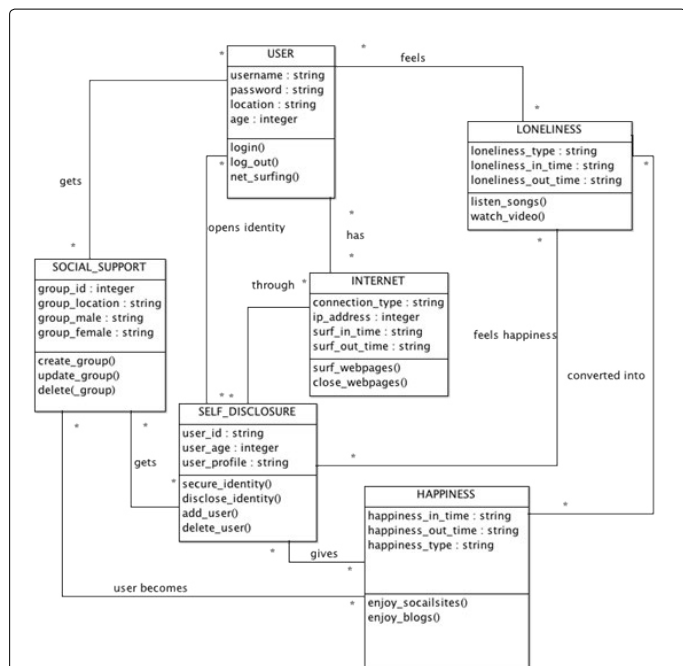 USER
username : string
password : string
location : string
age : integer
login()
log_out()
net_surfing()
*
*
feels
*
LONELINESS
loneliness_type : string
loneliness_in_time : string
loneliness_out_time : string
listen_songs()
watch_video()
*
*
gets
*
*
opens identity
*
has
*
SOCIAL_SUPPORT
group_id : integer
group_location : string
group_male : string
group_female : string
create_group()
update_group()
delete(_group)
through
*
INTERNET
connection_type : string
ip_address : integer
surf_in_time : string
surf_out_time : string
surf_webpages()
close_webpages()
feels happiness
converted into
* *
SELF_DISCLOSURE
user_id : string
user_age : integer
user_profile : string
secure_identity()
disclose_identity()
add_user()
delete_user()
*
*
gets
*
*
HAPPINESS
happiness_in_time : string
happiness_out_time : string
happiness_type : string
enjoy_socailsites()
enjoy_blogs()
*
*
gives
*
user becomes
*